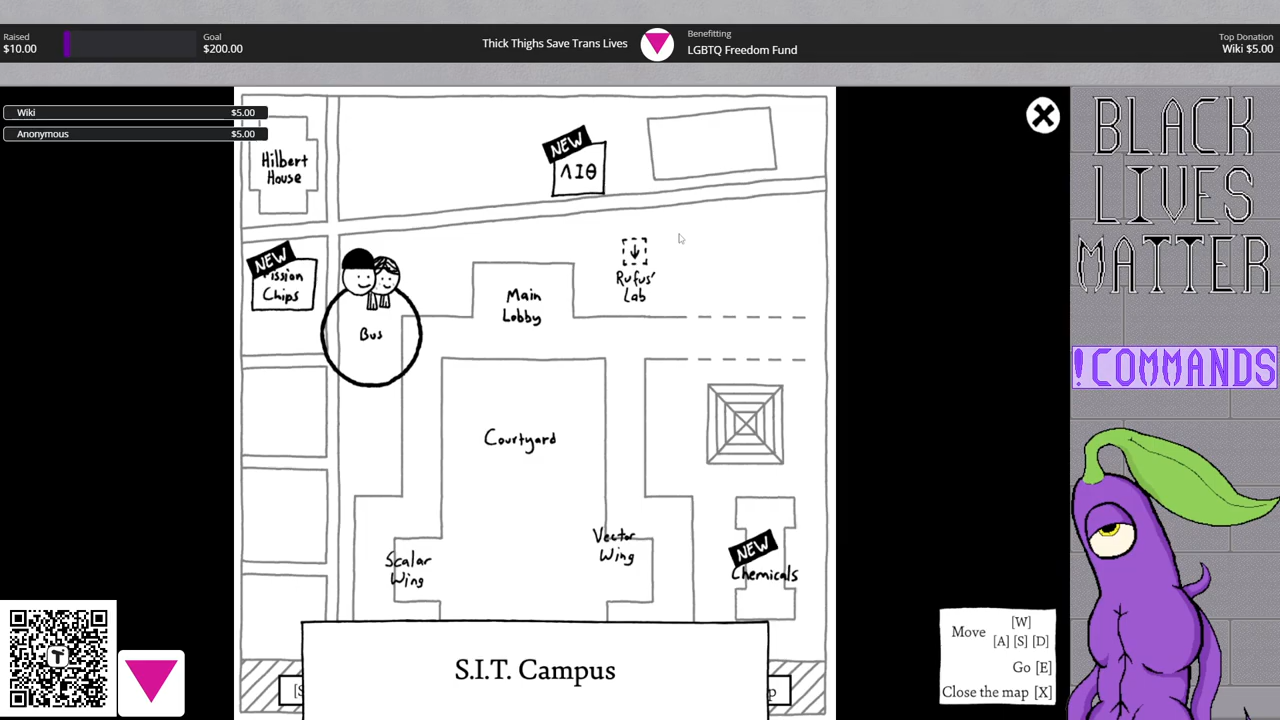 Raised
$10.00
Goal
$200.00
Thick Thighs Save Trans Lives
Benefitting
LGBTQ Freedom Fund
Top Donation
Wiki $5.00
Wiki $5.00
Anonymous $5.00
Hilbert
House
NEW
ΛΙΘ
NEW
Chips
Bus
Main
Lobby
Rufus'
Lab
Courtyard
Scalar
Wing
Vector
Wing
NEW
Chemicals
S.I.T. Campus
BLACK
LIVES
MATTER
!COMMANDS
Move [W]
[A] [S] [D]
Go [E]
Close the map [X]